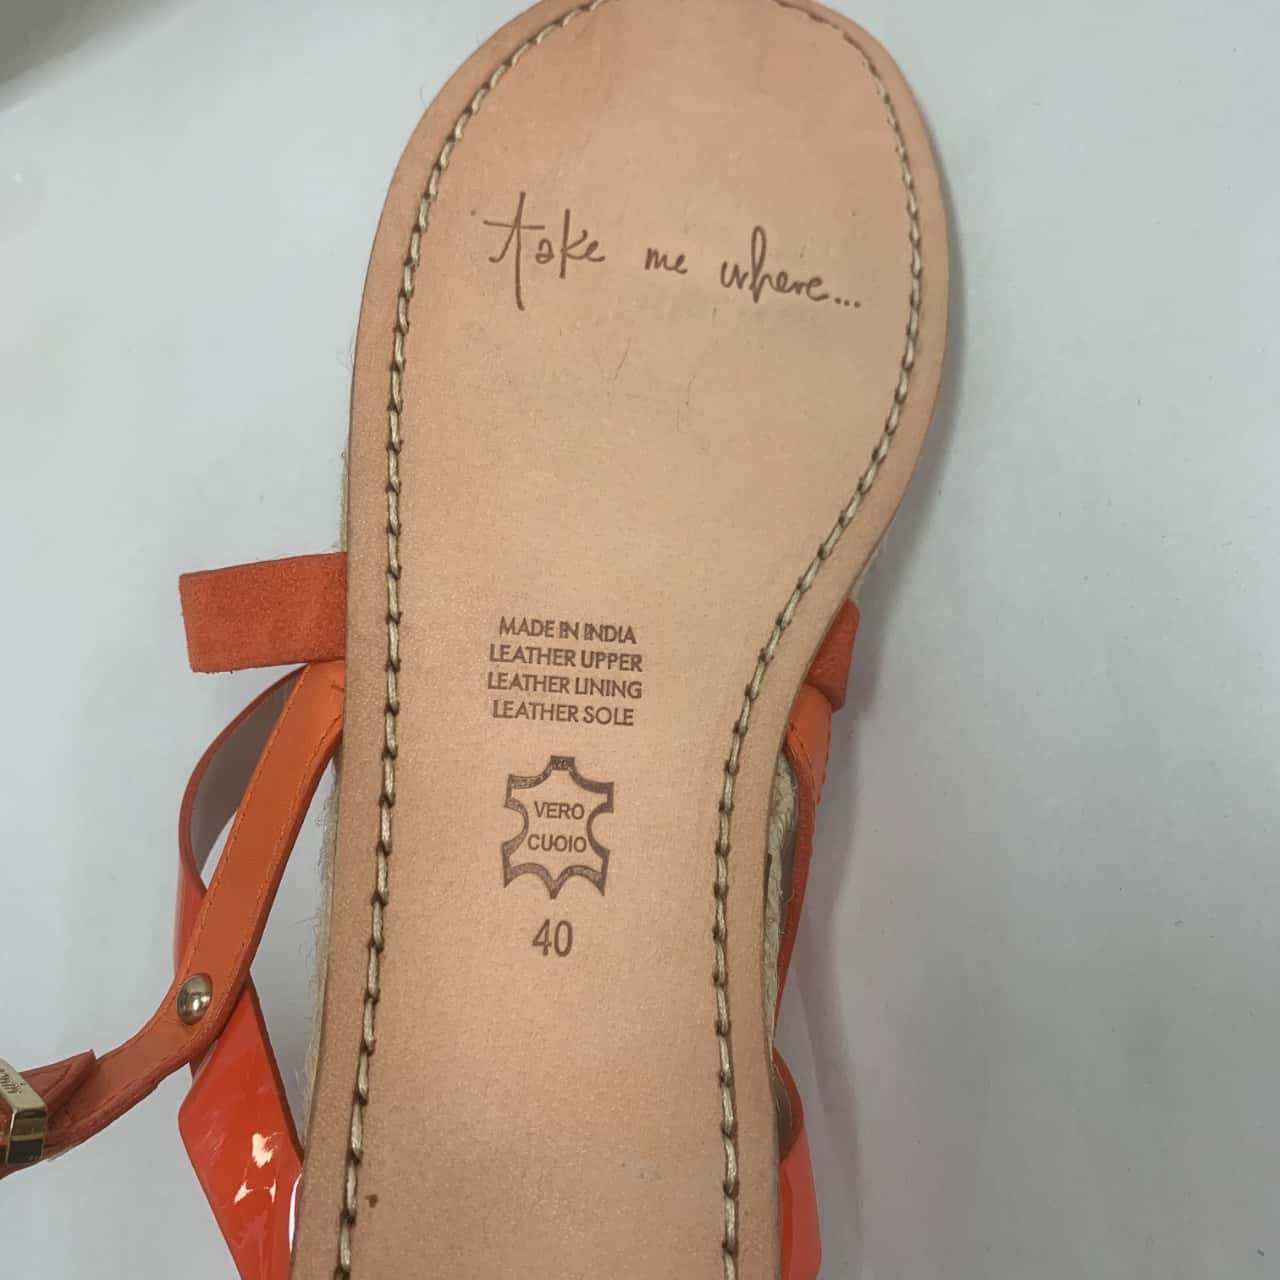 take me where...
MADE IN INDIA
LEATHER UPPER
LEATHER LINING
LEATHER SOLE
VERO
CUOIO
40